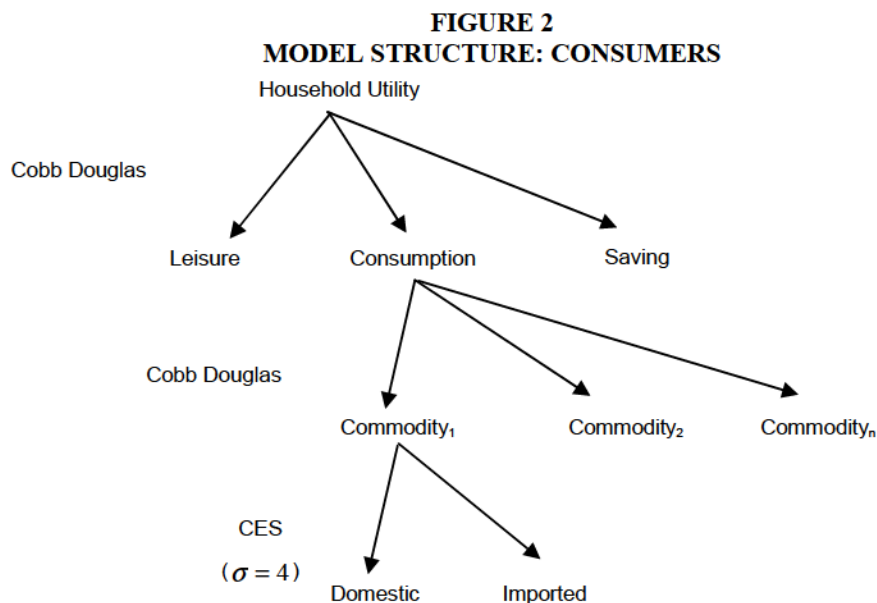 FIGURE 2
MODEL STRUCTURE: CONSUMERS
Household Utility
Cobb Douglas
Leisure Consumption Saving
Cobb Douglas
Commodity₁ Commodity₂ Commodityₙ
CES
(σ = 4)
Domestic Imported